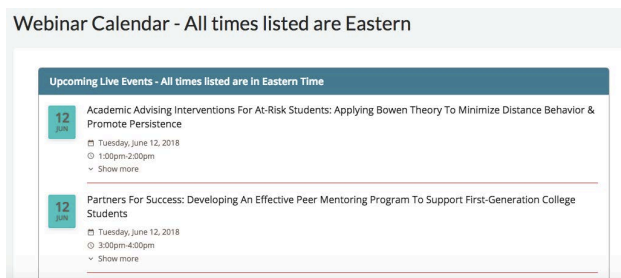 Webinar Calendar - All times listed are Eastern
Upcoming Live Events - All times listed are in Eastern Time
12
JUN
Academic Advising Interventions For At-Risk Students: Applying Bowen Theory To Minimize Distance Behavior &
Promote Persistence
Tuesday, June 12, 2018
1:00pm-2:00pm
Show more
12
JUN
Partners For Success: Developing An Effective Peer Mentoring Program To Support First-Generation College
Students
Tuesday, June 12, 2018
3:00pm-4:00pm
Show more